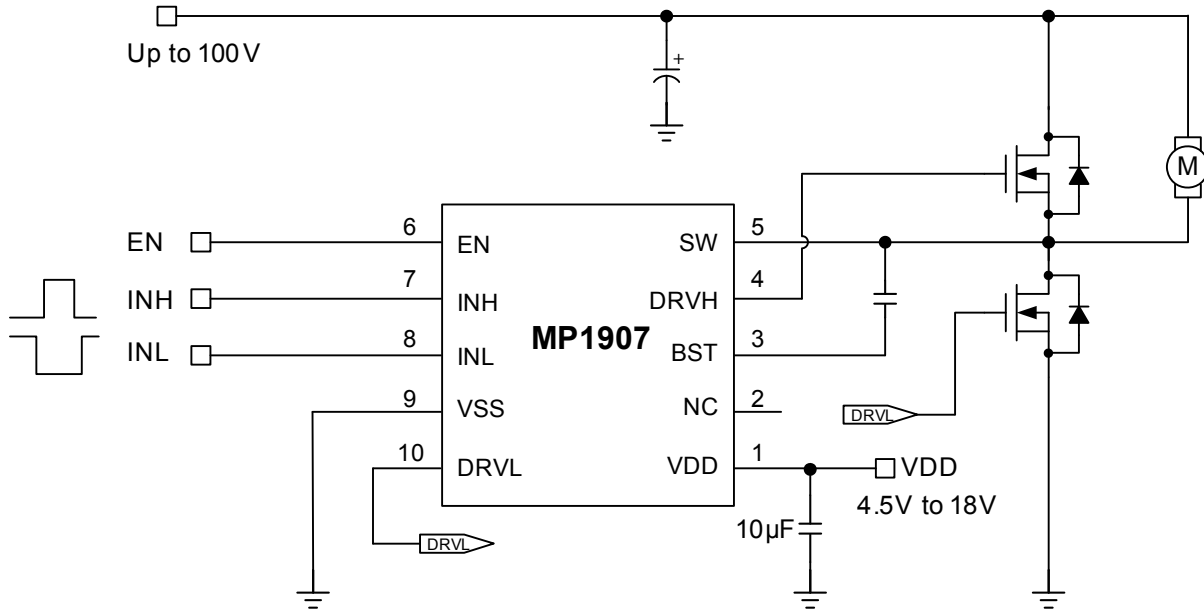 Up to 100V
+
M
EN
6
EN
SW
5
INH
7
INH
DRVH
4
MP1907
INL
8
INL
BST
3
9
VSS
NC
2
DRVL
10
DRVL
VDD
1
VDD
4.5V to 18V
10µF
DRVL